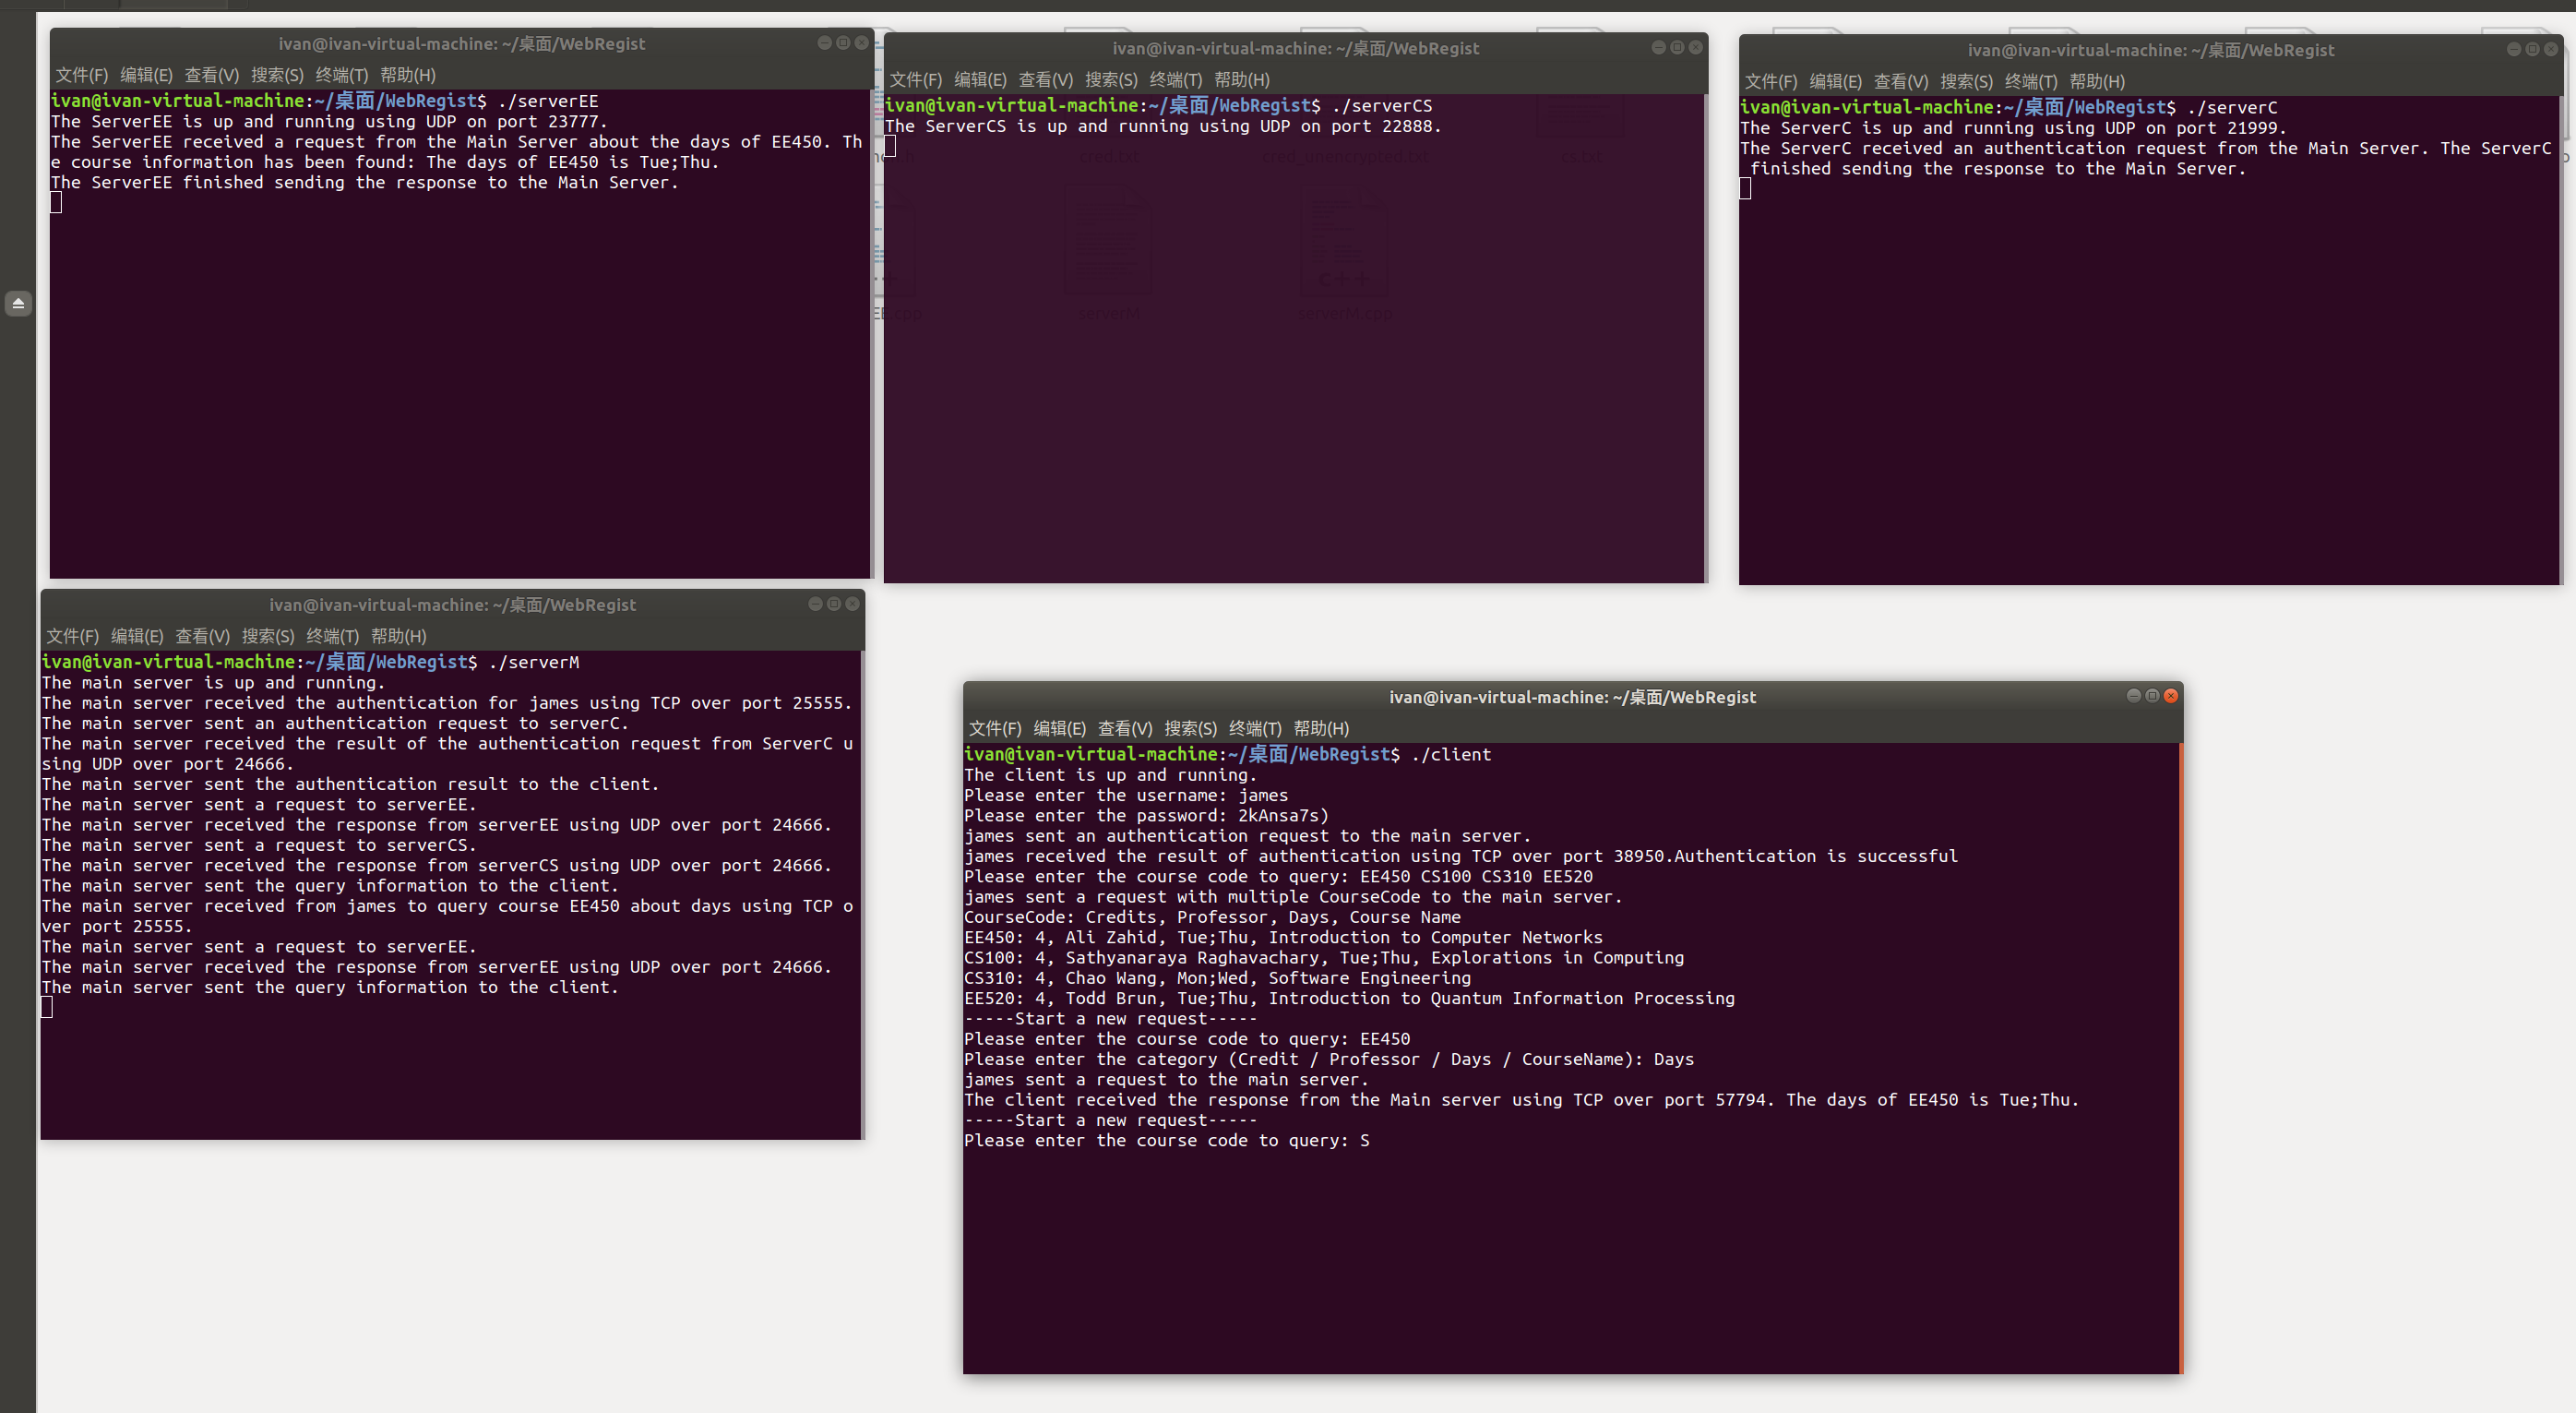 ivan@ivan-virtual-machine: ~/桌面/WebRegist
文件(F) 编辑(E) 查看(V) 搜索(S) 终端(T) 帮助(H)
ivan@ivan-virtual-machine:~/桌面/WebRegist$ ./serverEE
The ServerEE is up and running using UDP on port 23777.
The ServerEE received a request from the Main Server about the days of EE450. Th
e course information has been found: The days of EE450 is Tue;Thu.
The ServerEE finished sending the response to the Main Server.
ivan@ivan-virtual-machine: ~/桌面/WebRegist
文件(F) 编辑(E) 查看(V) 搜索(S) 终端(T) 帮助(H)
ivan@ivan-virtual-machine:~/桌面/WebRegist$ ./serverCS
The ServerCS is up and running using UDP on port 22888.
cred.txt
cred_unencrypted.txt
cs.txt
EE.cpp
serverM
serverM.cpp
ivan@ivan-virtual-machine: ~/桌面/WebRegist
文件(F) 编辑(E) 查看(V) 搜索(S) 终端(T) 帮助(H)
ivan@ivan-virtual-machine:~/桌面/WebRegist$ ./serverC
The ServerC is up and running using UDP on port 21999.
The ServerC received an authentication request from the Main Server. The ServerC
 finished sending the response to the Main Server.
ivan@ivan-virtual-machine: ~/桌面/WebRegist
文件(F) 编辑(E) 查看(V) 搜索(S) 终端(T) 帮助(H)
ivan@ivan-virtual-machine:~/桌面/WebRegist$ ./serverM
The main server is up and running.
The main server received the authentication for james using TCP over port 25555.
The main server sent an authentication request to serverC.
The main server received the result of the authentication request from ServerC u
sing UDP over port 24666.
The main server sent the authentication result to the client.
The main server sent a request to serverEE.
The main server received the response from serverEE using UDP over port 24666.
The main server sent a request to serverCS.
The main server received the response from serverCS using UDP over port 24666.
The main server sent the query information to the client.
The main server received from james to query course EE450 about days using TCP o
ver port 25555.
The main server sent a request to serverEE.
The main server received the response from serverEE using UDP over port 24666.
The main server sent the query information to the client.
ivan@ivan-virtual-machine: ~/桌面/WebRegist
文件(F) 编辑(E) 查看(V) 搜索(S) 终端(T) 帮助(H)
ivan@ivan-virtual-machine:~/桌面/WebRegist$ ./client
The client is up and running.
Please enter the username: james
Please enter the password: 2kAnsa7s)
james sent an authentication request to the main server.
james received the result of authentication using TCP over port 38950.Authentication is successful
Please enter the course code to query: EE450 CS100 CS310 EE520
james sent a request with multiple CourseCode to the main server.
CourseCode: Credits, Professor, Days, Course Name
EE450: 4, Ali Zahid, Tue;Thu, Introduction to Computer Networks
CS100: 4, Sathyanaraya Raghavachary, Tue;Thu, Explorations in Computing
CS310: 4, Chao Wang, Mon;Wed, Software Engineering
EE520: 4, Todd Brun, Tue;Thu, Introduction to Quantum Information Processing
-----Start a new request-----
Please enter the course code to query: EE450
Please enter the category (Credit / Professor / Days / CourseName): Days
james sent a request to the main server.
The client received the response from the Main server using TCP over port 57794. The days of EE450 is Tue;Thu.
-----Start a new request-----
Please enter the course code to query: S